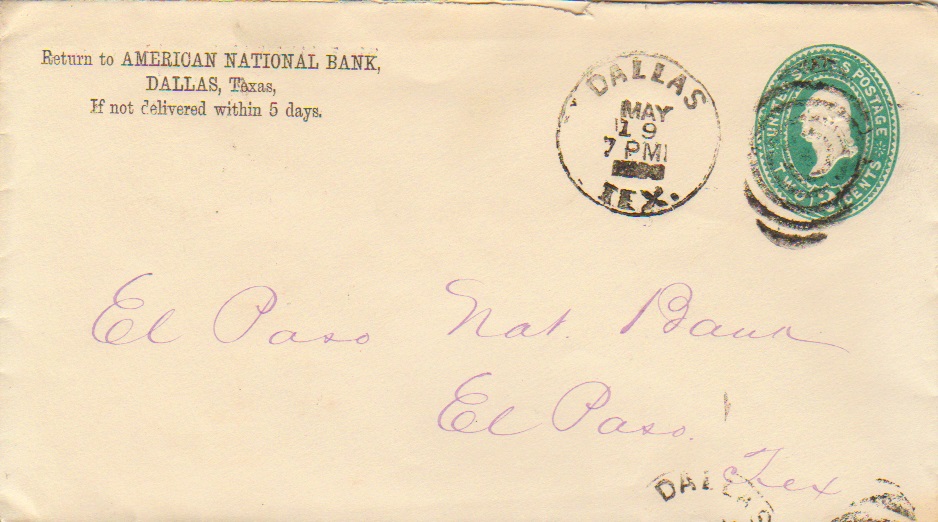 Return to AMERICAN NATIONAL BANK,
DALLAS, Texas,
If not delivered within 5 days.
DALLAS
MAY
19
7 PM
TEX.
UNITED STATES POSTAGE
TWO CENTS
El Paso Nat. Bank
El Paso.
Tex
DALLAS